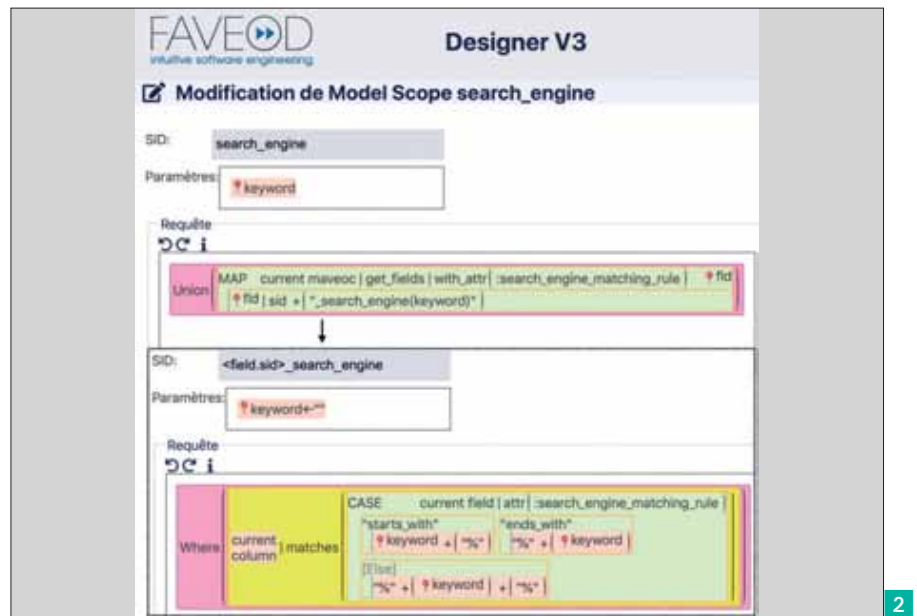 FAVEOD
intuitive software engineering
Designer V3
Modification de Model Scope search_engine
SID: search_engine
Paramètres: keyword
Requête
i
Union MAP current maveoc | get_fields | with_attr( :search_engine_matching_rule ) fld
fld | sid +( "_search_engine(keyword)" )
SID: <field.sid>_search_engine
Paramètres: keyword←""
Requête
i
Where current column | matches CASE current field | attr( :search_engine_matching_rule )
"starts_with" "ends_with"
keyword +( "%" ) "%" +( keyword )
[Else]
"%" +( keyword ) +( "%" )
2